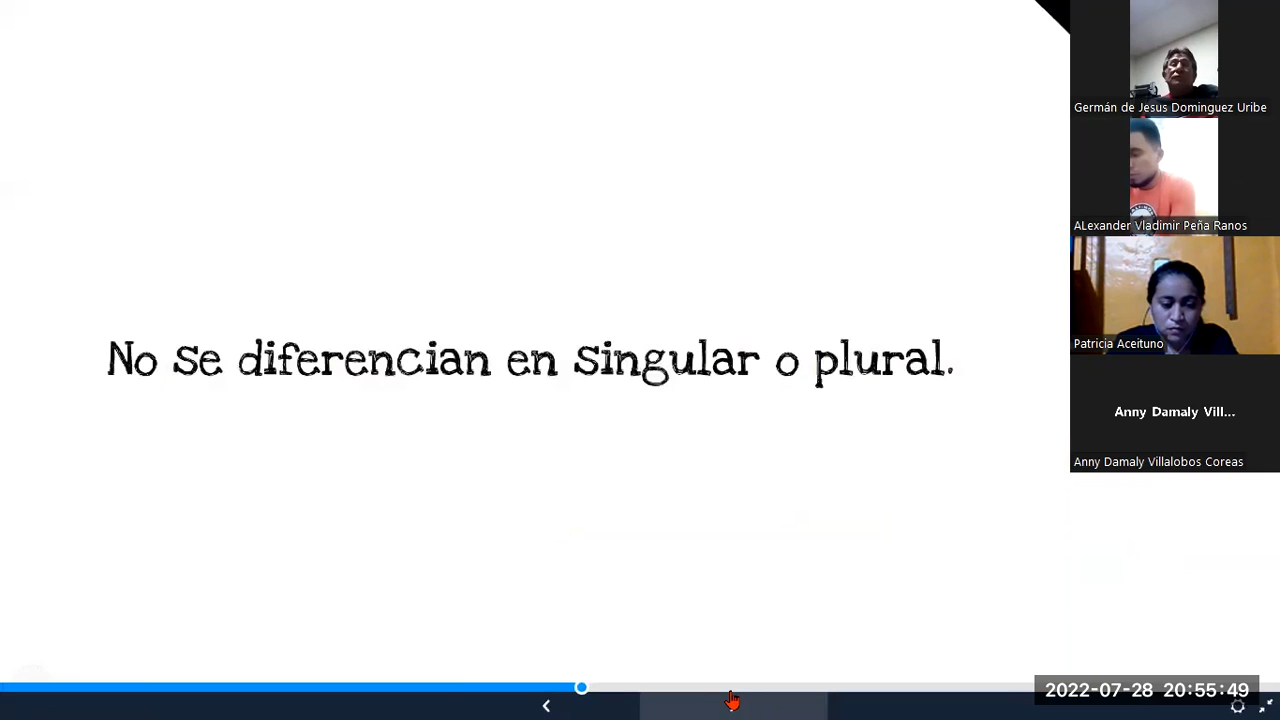 No se diferencian en singular o plural.
Germán de Jesus Dominguez Uribe
ALexander Vladimir Peña Ranos
Patricia Aceituno
Anny Damaly Vill...
Anny Damaly Villalobos Coreas
2022-07-28 20:55:49